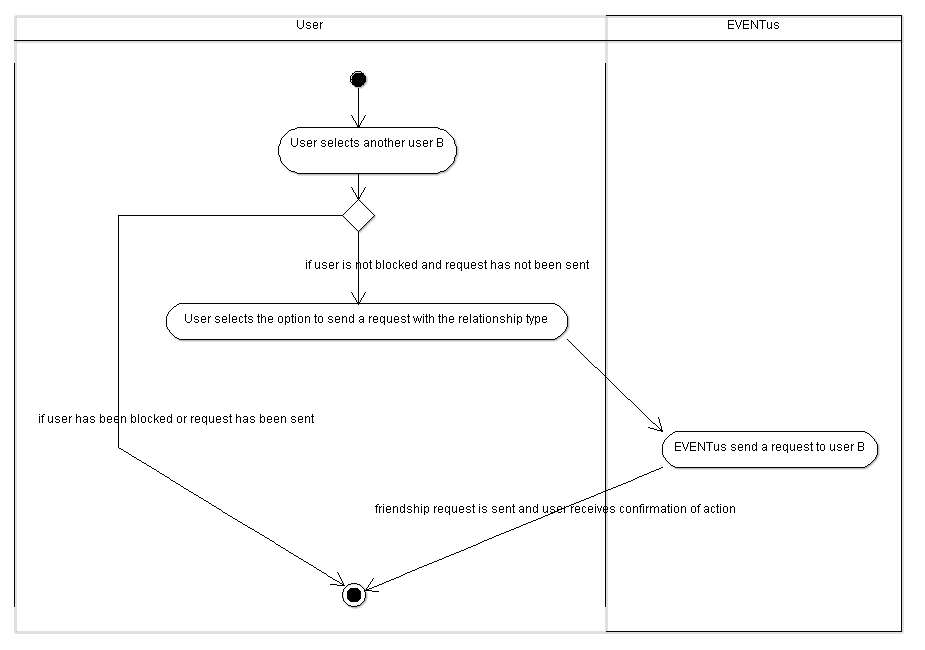 User
EVENTus
User selects another user B
if user is not blocked and request has not been sent
User selects the option to send a request with the relationship type
if user has been blocked or request has been sent
EVENTus send a request to user B
friendship request is sent and user receives confirmation of action